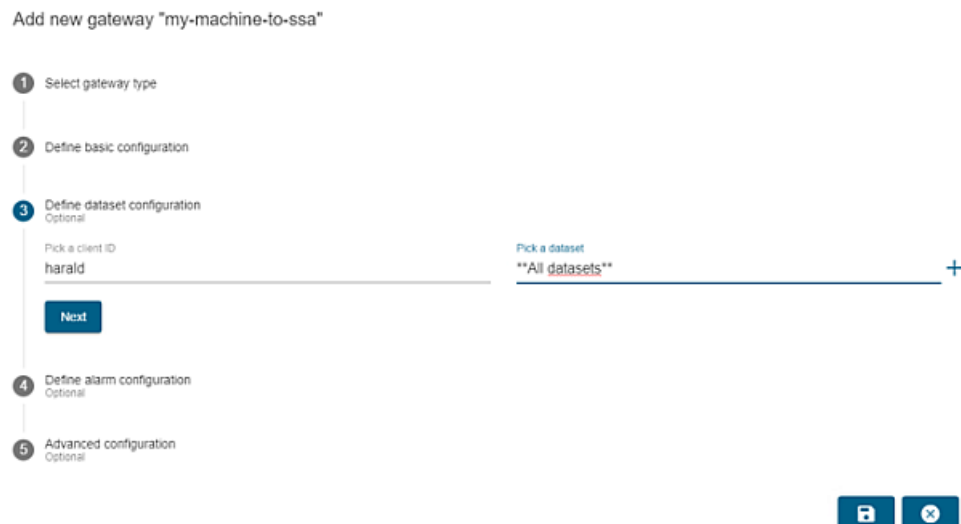 Add new gateway "my-machine-to-ssa"
1 Select gateway type
2 Define basic configuration
3 Define dataset configuration
Optional
Pick a client ID Pick a dataset
harald **All datasets**
Next
4 Define alarm configuration
Optional
5 Advanced configuration
Optional